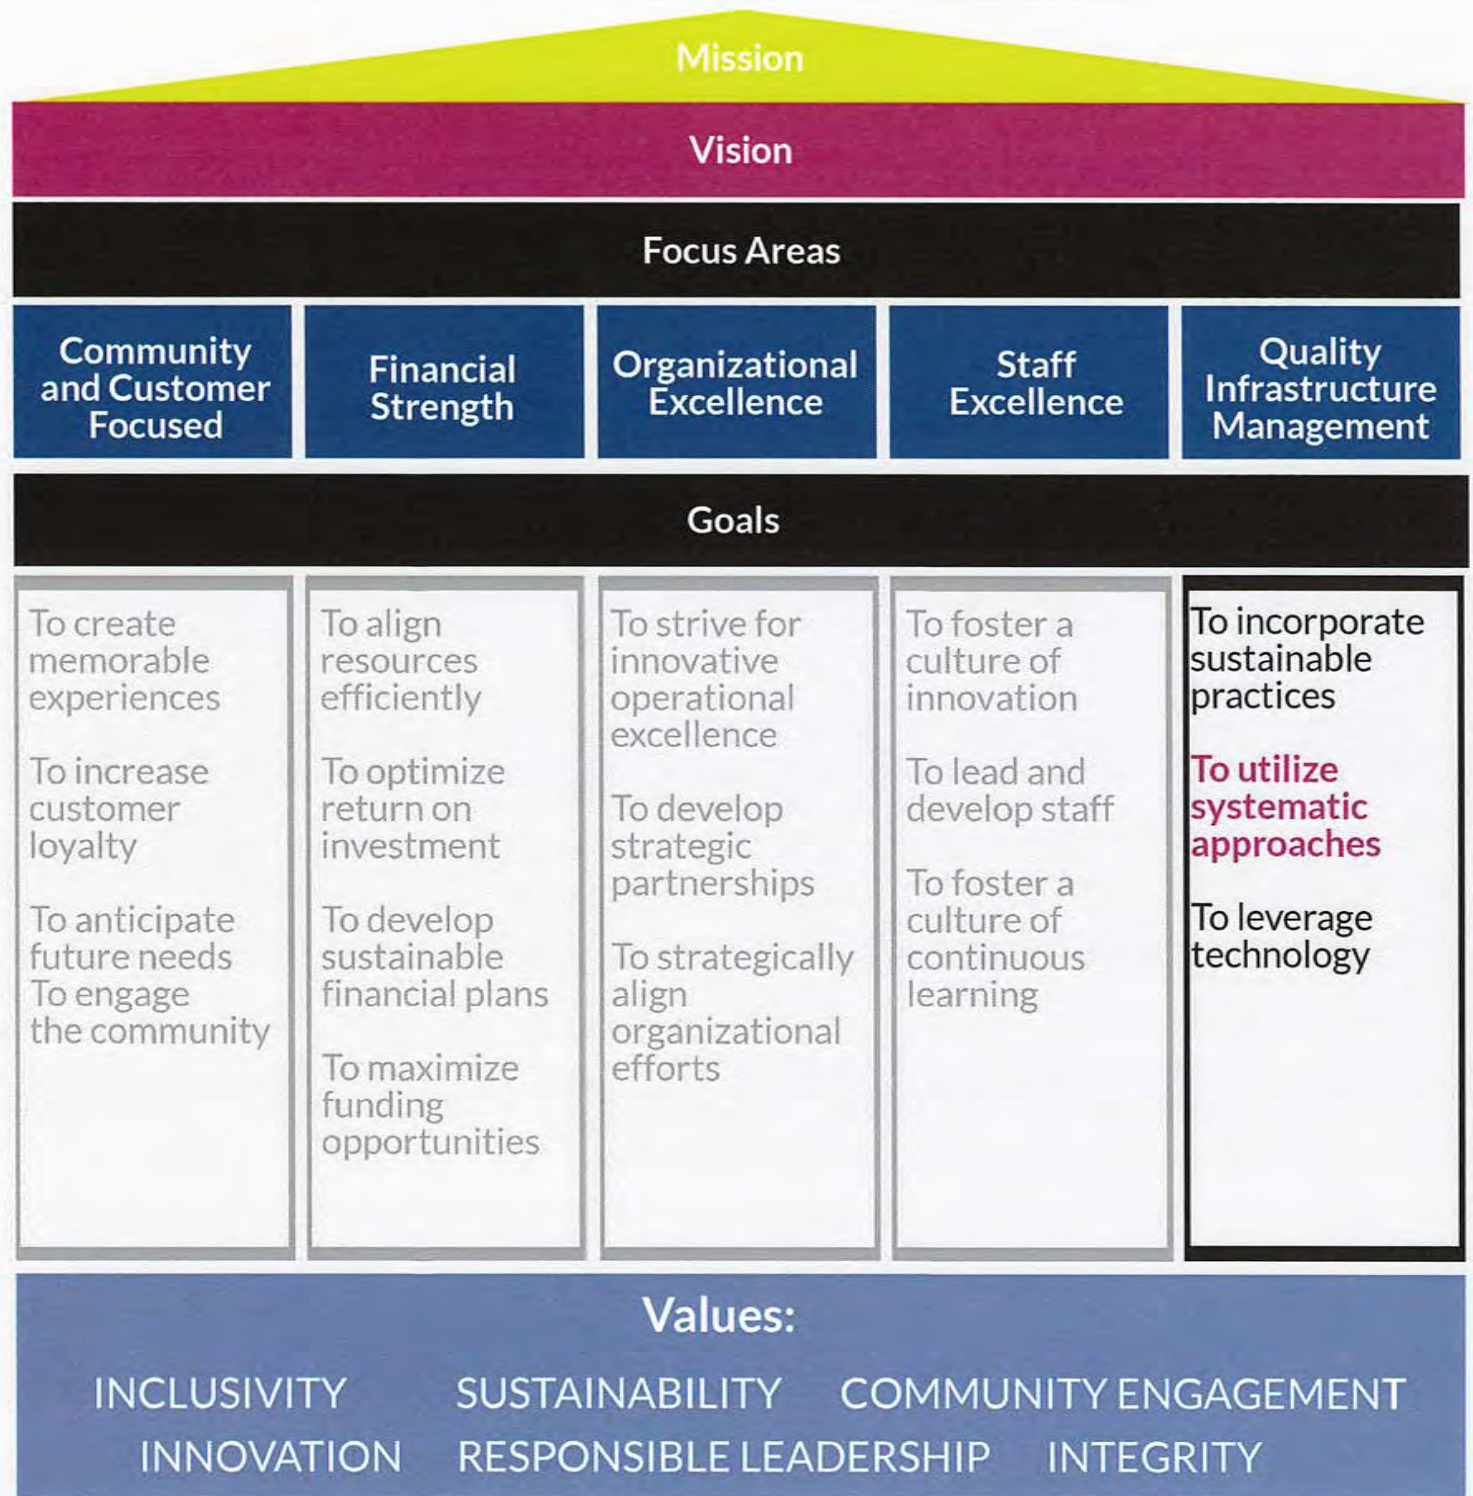 Mission
Vision
Focus Areas
Community
and Customer
Focused
Financial
Strength
Organizational
Excellence
Staff
Excellence
Quality
Infrastructure
Management
Goals
To create
memorable
experiences
To increase
customer
loyalty
To anticipate
future needs
To engage
the community
To align
resources
efficiently
To optimize
return on
investment
To develop
sustainable
financial plans
To maximize
funding
opportunities
To strive for
innovative
operational
excellence
To develop
strategic
partnerships
To strategically
align
organizational
efforts
To foster a
culture of
innovation
To lead and
develop staff
To foster a
culture of
continuous
learning
To incorporate
sustainable
practices
To utilize
systematic
approaches
To leverage
technology
Values:
INCLUSIVITY SUSTAINABILITY COMMUNITY ENGAGEMENT
INNOVATION RESPONSIBLE LEADERSHIP INTEGRITY